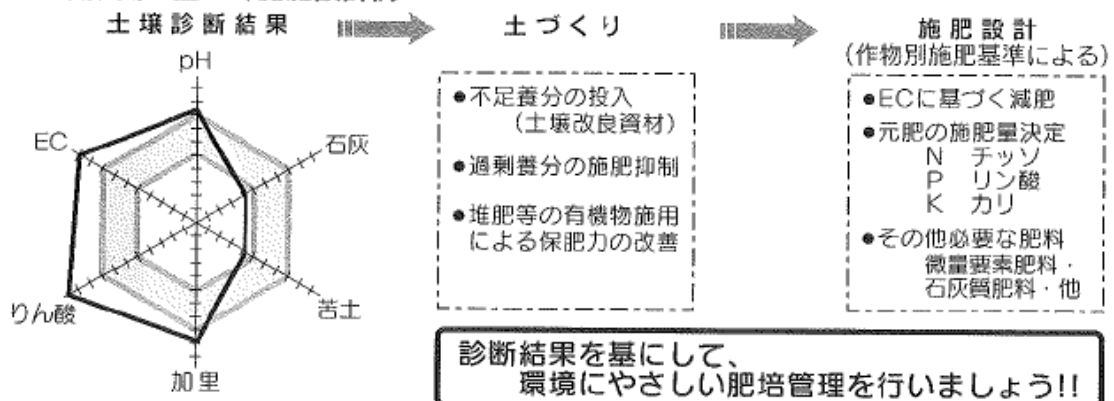 土壌診断結果
pH
EC
石灰
りん酸
苦土
加里
土づくり
●不足養分の投入
(土壌改良資材)
●過剰養分の施肥抑制
●堆肥等の有機物施用
による保肥力の改善
施肥設計
(作物別施肥基準による)
●ECに基づく減肥
●元肥の施肥量決定
N チッソ
P リン酸
K カリ
●その他必要な肥料
微量要素肥料・
石灰質肥料・他
診断結果を基にして、
環境にやさしい肥培管理を行いましょう!!